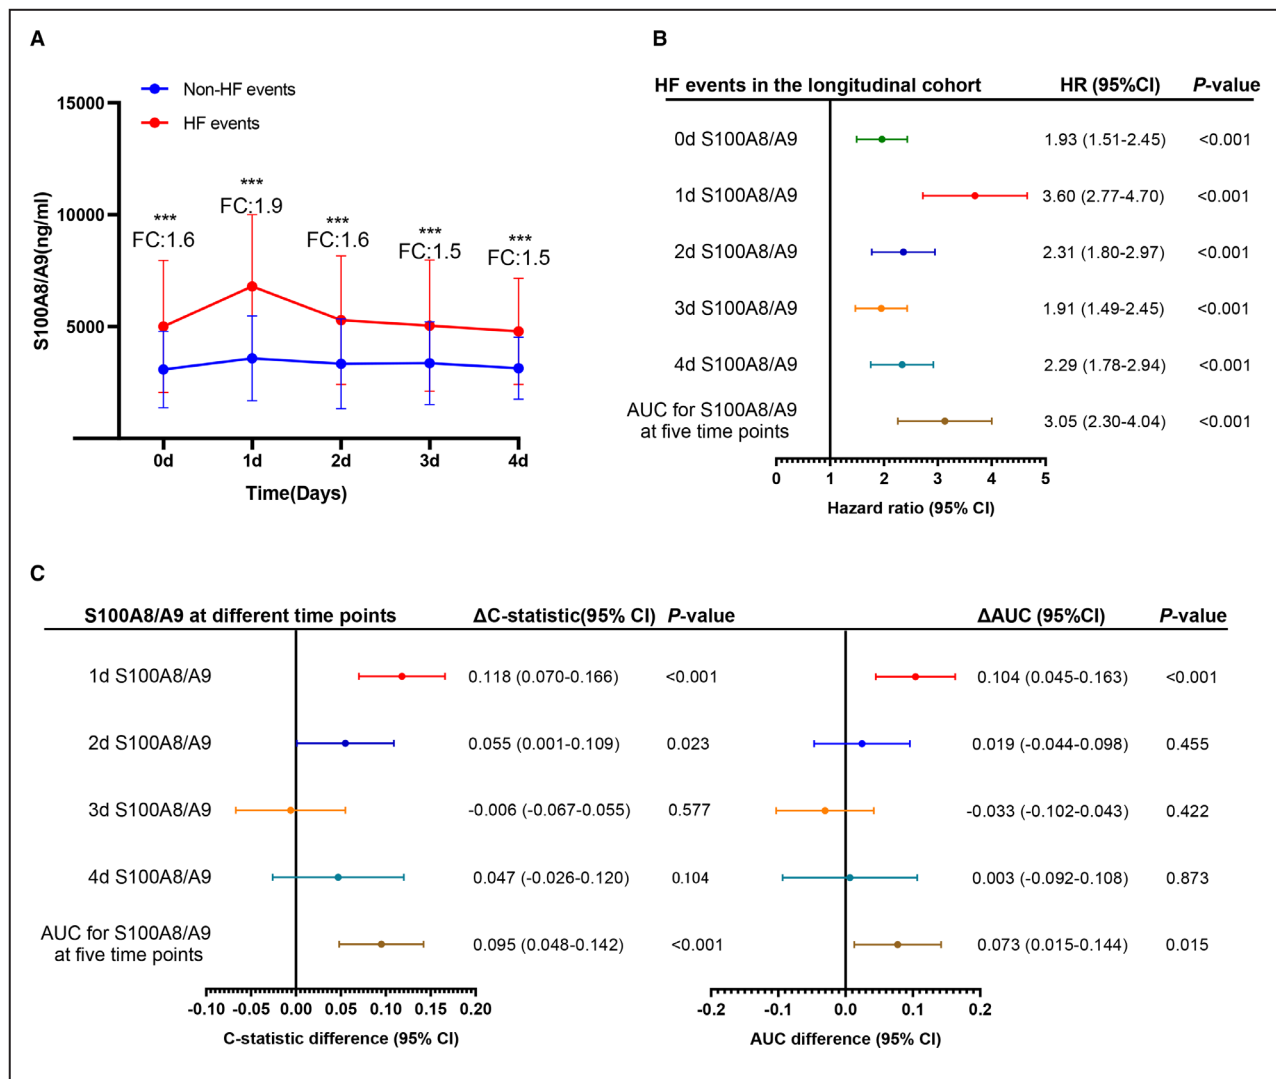 A
Non-HF events
HF events
15000
10000
5000
S100A8/A9(ng/ml)
***
FC:1.6
***
FC:1.9
***
FC:1.6
***
FC:1.5
***
FC:1.5
0d 1d 2d 3d 4d
Time(Days)
B
HF events in the longitudinal cohort HR (95%CI) P-value
0d S100A8/A9 1.93 (1.51-2.45) <0.001
1d S100A8/A9 3.60 (2.77-4.70) <0.001
2d S100A8/A9 2.31 (1.80-2.97) <0.001
3d S100A8/A9 1.91 (1.49-2.45) <0.001
4d S100A8/A9 2.29 (1.78-2.94) <0.001
AUC for S100A8/A9
at five time points 3.05 (2.30-4.04) <0.001
0 1 2 3 4 5
Hazard ratio (95% CI)
C
S100A8/A9 at different time points ΔC-statistic(95% CI) P-value ΔAUC (95%CI) P-value
1d S100A8/A9 0.118 (0.070-0.166) <0.001 0.104 (0.045-0.163) <0.001
2d S100A8/A9 0.055 (0.001-0.109) 0.023 0.019 (-0.044-0.098) 0.455
3d S100A8/A9 -0.006 (-0.067-0.055) 0.577 -0.033 (-0.102-0.043) 0.422
4d S100A8/A9 0.047 (-0.026-0.120) 0.104 0.003 (-0.092-0.108) 0.873
AUC for S100A8/A9
at five time points 0.095 (0.048-0.142) <0.001 0.073 (0.015-0.144) 0.015
-0.10 -0.05 0.00 0.05 0.10 0.15 0.20 -0.2 -0.1 0.0 0.1 0.2
C-statistic difference (95% CI) AUC difference (95% CI)